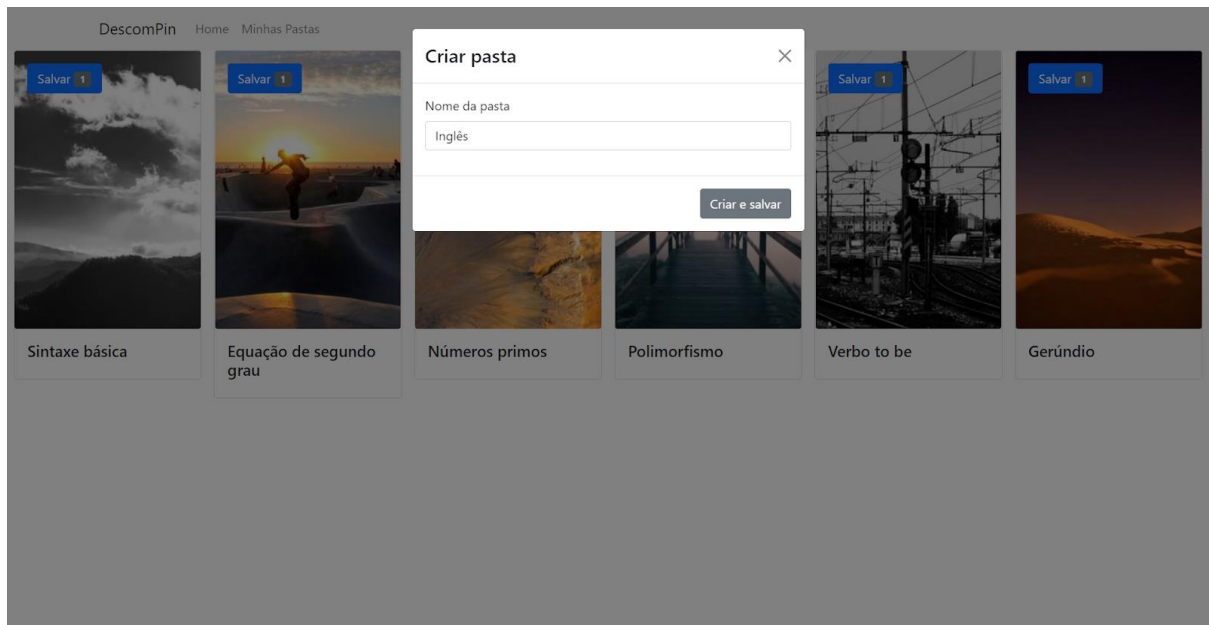 DescomPin Home Minhas Pastas
Criar pasta
Nome da pasta
Inglês
Criar e salvar
Salvar 1
Salvar 1
Salvar 1
Salvar 1
Sintaxe básica
Equação de segundo
grau
Números primos
Polimorfismo
Verbo to be
Gerúndio